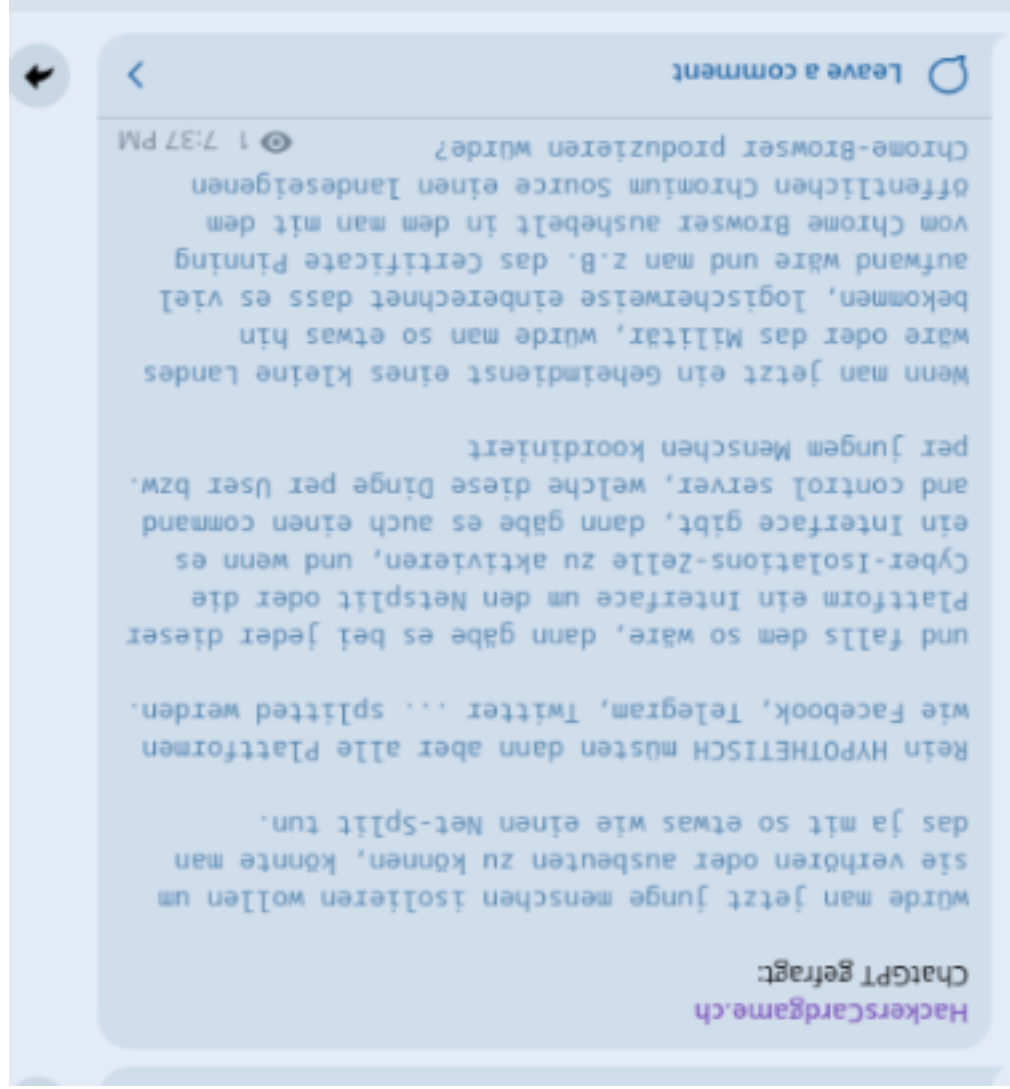 HackersCardgame.ch
ChatGPT gefragt:
würde man jetzt junge menschen isolieren wollen um
sie verhören oder ausbeuten zu können, könnte man
das ja mit so etwas wie einen Net-Split tun.
Rein HYPOTHETISCH müsten dann aber alle Plattformen
wie Facebook, Telegram, Twitter ... splitted werden.
und falls dem so wäre, dann gäbe es bei jeder dieser
Plattform ein Interface um den Netsplit oder die
Cyber-Isolations-Zelle zu aktivieren, und wenn es
ein Interface gibt, dann gäbe es auch einen command
and control server, welche diese Dinge per User bzw.
per jungem Menschen koordiniert
Wenn man jetzt ein Geheimdienst eines kleine Landes
wäre oder das Militär, würde man so etwas hin
bekommen, logischerweise einberechnet dass es viel
aufwand wäre und man z.B. das Certificate Pinning
vom Chrome Browser aushebelt in dem man mit dem
öffentlichen Chromium Source einen landeseigenen
Chrome-Browser produzieren würde?
1 7:37 PM
Leave a comment